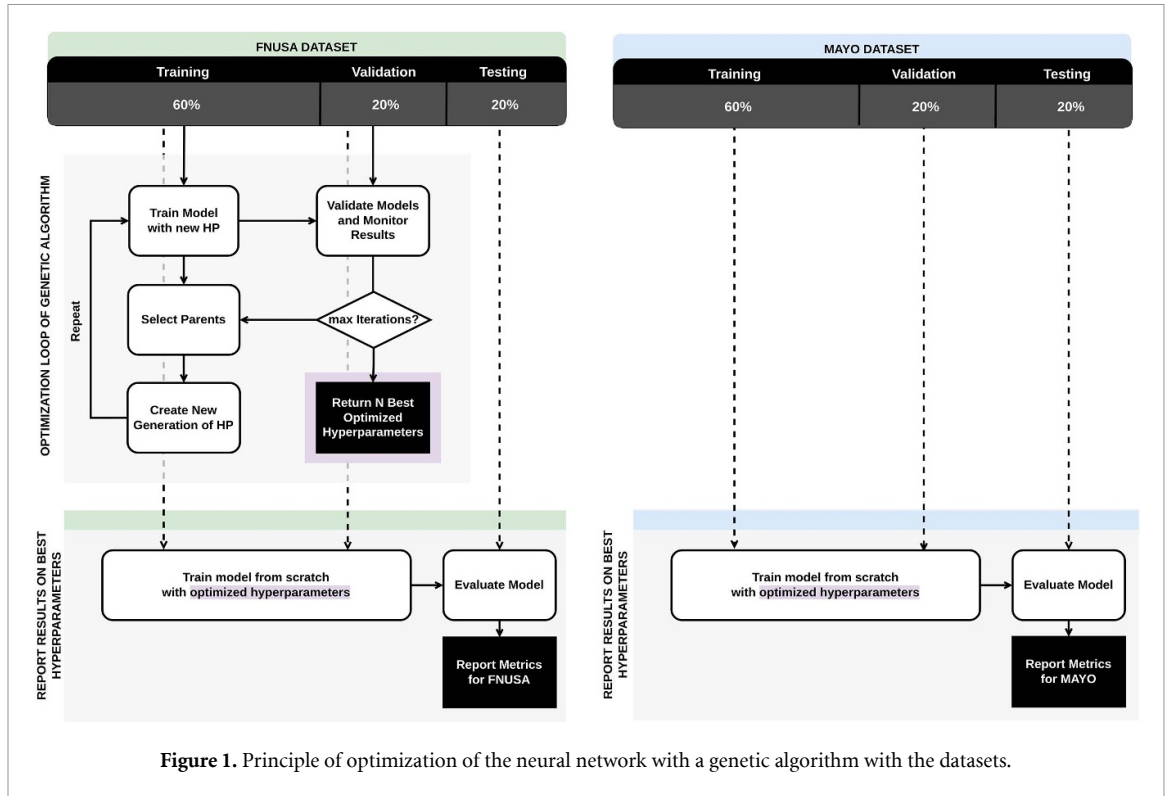 FNUSA DATASET
Training Validation Testing
60% 20% 20%
OPTIMIZATION LOOP OF GENETIC ALGORITHM
Repeat
Train Model
with new HP
Validate Models
and Monitor
Results
Select Parents
max Iterations?
Create New
Generation of HP
Return N Best
Optimized
Hyperparameters
REPORT RESULTS ON BEST
HYPERPARAMETERS
Train model from scratch
with optimized hyperparameters
Evaluate Model
Report Metrics
for FNUSA
MAYO DATASET
Training Validation Testing
60% 20% 20%
REPORT RESULTS ON BEST
HYPERPARAMETERS
Train model from scratch
with optimized hyperparameters
Evaluate Model
Report Metrics
for MAYO
Figure 1. Principle of optimization of the neural network with a genetic algorithm with the datasets.